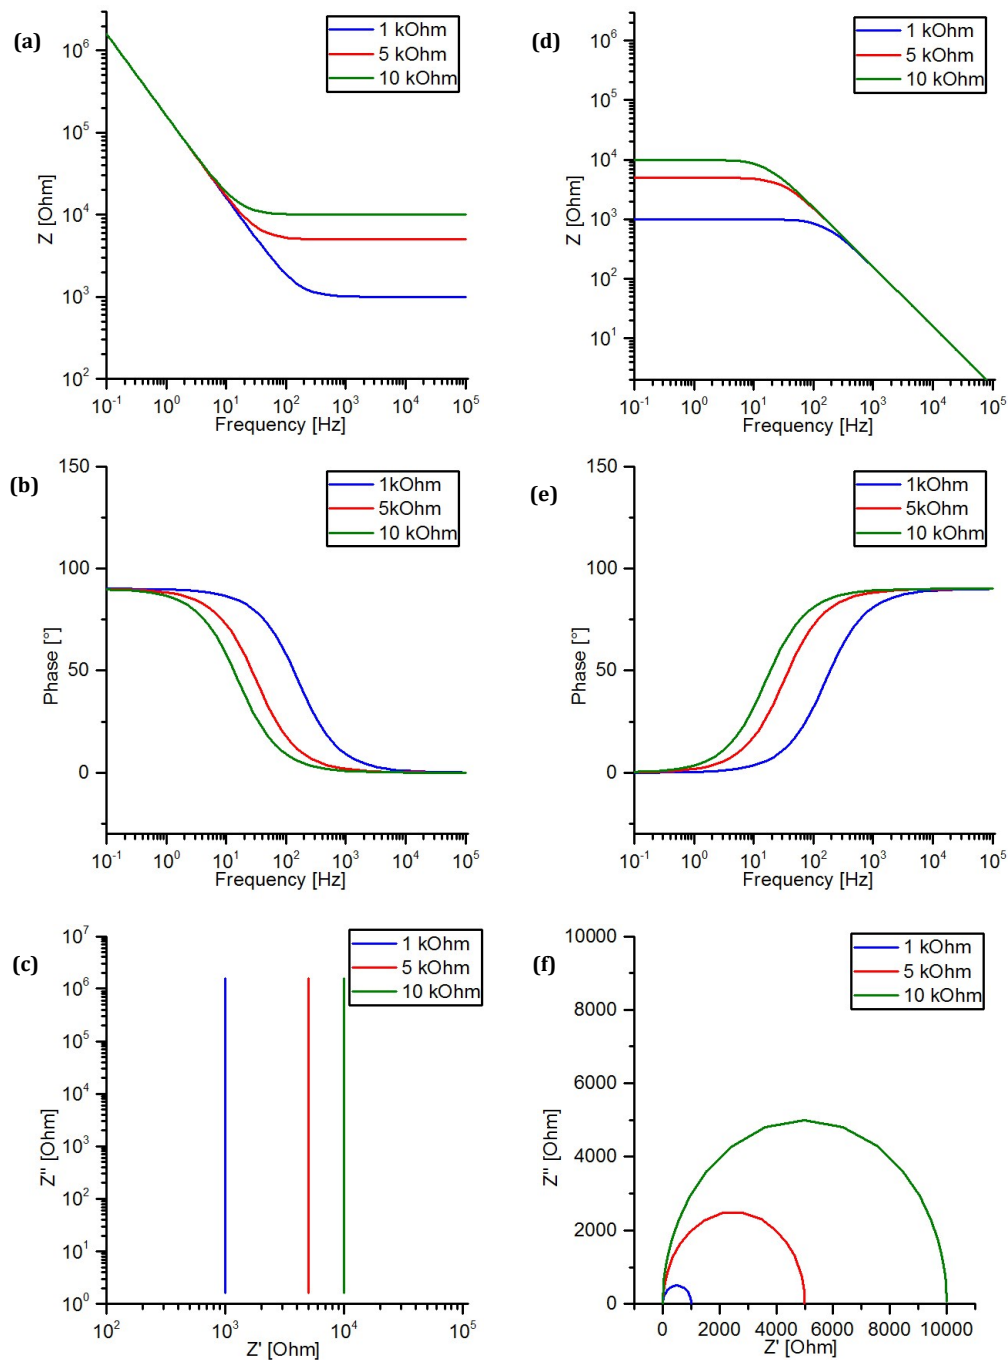 (a)
1 kOhm
5 kOhm
10 kOhm
10^6
10^5
10^4
10^3
10^2
Z [Ohm]
10^-1 10^0 10^1 10^2 10^3 10^4 10^5
Frequency [Hz]
(d)
1 kOhm
5 kOhm
10 kOhm
10^6
10^5
10^4
10^3
10^2
10^1
Z [Ohm]
10^-1 10^0 10^1 10^2 10^3 10^4 10^5
Frequency [Hz]
(b)
1kOhm
5kOhm
10 kOhm
150
100
50
0
Phase [°]
10^-1 10^0 10^1 10^2 10^3 10^4 10^5
Frequency [Hz]
(e)
1kOhm
5kOhm
10 kOhm
150
100
50
0
Phase [°]
10^-1 10^0 10^1 10^2 10^3 10^4 10^5
Frequency [Hz]
(c)
1 kOhm
5 kOhm
10 kOhm
10^7
10^6
10^5
10^4
10^3
10^2
10^1
10^0
Z'' [Ohm]
10^2 10^3 10^4 10^5
Z' [Ohm]
(f)
1 kOhm
5 kOhm
10 kOhm
10000
8000
6000
4000
2000
0
Z'' [Ohm]
0 2000 4000 6000 8000 10000
Z' [Ohm]